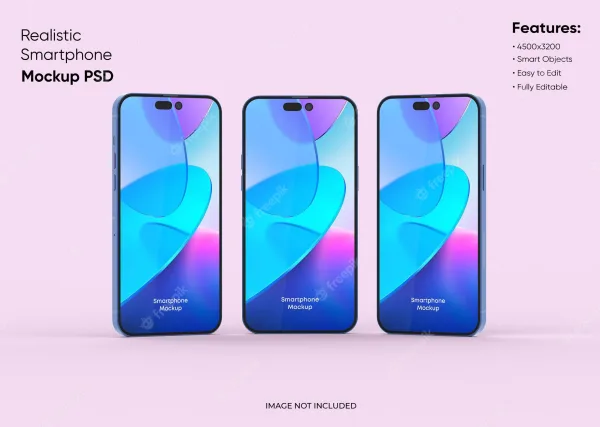 Realistic
Smartphone
Mockup PSD
Features:
• 4500x3200
• Smart Objects
• Easy to Edit
• Fully Editable
Smartphone
Mockup
Smartphone
Mockup
Smartphone
Mockup
freepik
freepik
freepik
freepik
IMAGE NOT INCLUDED